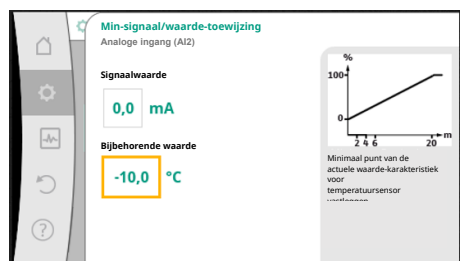 Min-signaal/waarde-toewijzing
Analoge ingang (AI2)
Signaalwaarde
0,0 mA
Bijbehorende waarde
-10,0 °C
%
100
0
2 4 6 20
m
Minimaal punt van de
actuele waarde-karakteristiek
voor
temperatuursensor
vastleggen
?